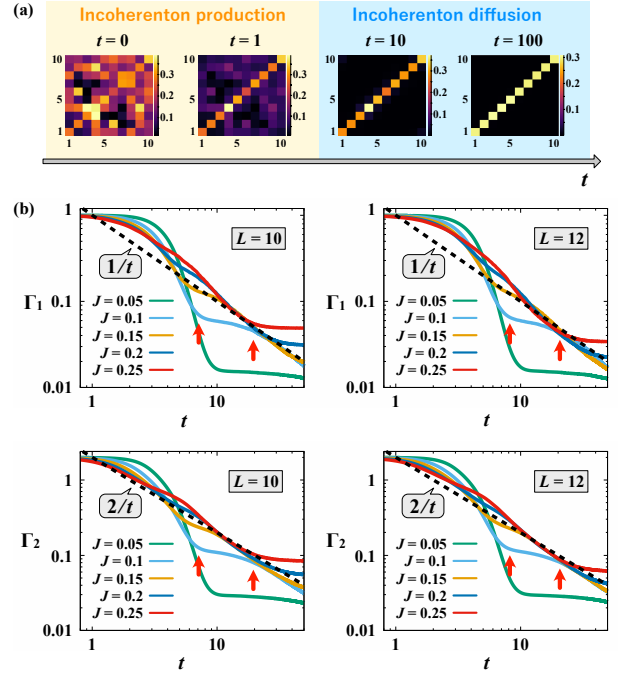 (a)
Incoherenton production
Incoherenton diffusion
t = 0
t = 1
t = 10
t = 100
10
5
1
1 5 10
0.3
0.2
0.1
10
5
1
1 5 10
0.3
0.2
0.1
10
5
1
1 5 10
0.3
0.2
0.1
10
5
1
1 5 10
0.3
0.2
0.1
t
(b)
1
0.1
0.01
Γ1
L = 10
1/t
J = 0.05
J = 0.1
J = 0.15
J = 0.2
J = 0.25
1 10
t
1
0.1
0.01
Γ1
L = 12
1/t
J = 0.05
J = 0.1
J = 0.15
J = 0.2
J = 0.25
1 10
t
1
0.1
0.01
Γ2
L = 10
2/t
J = 0.05
J = 0.1
J = 0.15
J = 0.2
J = 0.25
1 10
t
1
0.1
0.01
Γ2
L = 12
2/t
J = 0.05
J = 0.1
J = 0.15
J = 0.2
J = 0.25
1 10
t